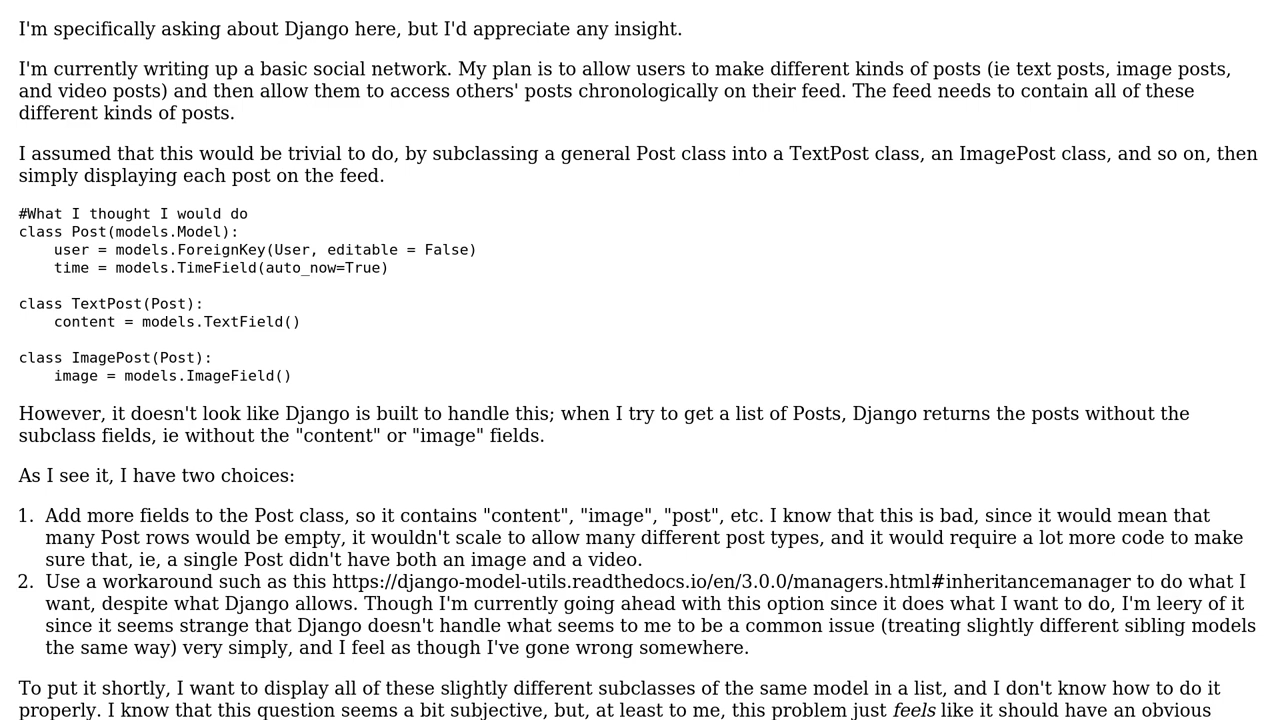 I'm specifically asking about Django here, but I'd appreciate any insight.
I'm currently writing up a basic social network. My plan is to allow users to make different kinds of posts (ie text posts, image posts,
and video posts) and then allow them to access others' posts chronologically on their feed. The feed needs to contain all of these
different kinds of posts.
I assumed that this would be trivial to do, by subclassing a general Post class into a TextPost class, an ImagePost class, and so on, then
simply displaying each post on the feed.
#What I thought I would do
class Post(models.Model):
    user = models.ForeignKey(User, editable = False)
    time = models.TimeField(auto_now=True)
class TextPost(Post):
    content = models.TextField()
class ImagePost(Post):
    image = models.ImageField()
However, it doesn't look like Django is built to handle this; when I try to get a list of Posts, Django returns the posts without the
subclass fields, ie without the "content" or "image" fields.
As I see it, I have two choices:
1. Add more fields to the Post class, so it contains "content", "image", "post", etc. I know that this is bad, since it would mean that
many Post rows would be empty, it wouldn't scale to allow many different post types, and it would require a lot more code to make
sure that, ie, a single Post didn't have both an image and a video.
2. Use a workaround such as this https://django-model-utils.readthedocs.io/en/3.0.0/managers.html#inheritancemanager to do what I
want, despite what Django allows. Though I'm currently going ahead with this option since it does what I want to do, I'm leery of it
since it seems strange that Django doesn't handle what seems to me to be a common issue (treating slightly different sibling models
the same way) very simply, and I feel as though I've gone wrong somewhere.
To put it shortly, I want to display all of these slightly different subclasses of the same model in a list, and I don't know how to do it
properly. I know that this question seems a bit subjective, but, at least to me, this problem just feels like it should have an obvious